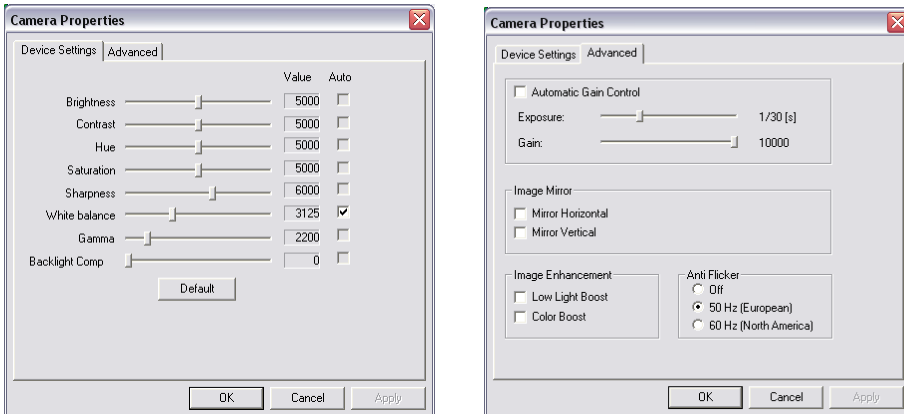 Camera Properties
Device Settings Advanced
Value Auto
Brightness 5000
Contrast 5000
Hue 5000
Saturation 5000
Sharpness 6000
White balance 3125
Gamma 2200
Backlight Comp 0
Default
OK Cancel Apply
Camera Properties
Device Settings Advanced
Automatic Gain Control
Exposure: 1/30 [s]
Gain: 10000
Image Mirror
Mirror Horizontal
Mirror Vertical
Image Enhancement
Low Light Boost
Color Boost
Anti Flicker
Off
50 Hz (European)
60 Hz (North America)
OK Cancel Apply